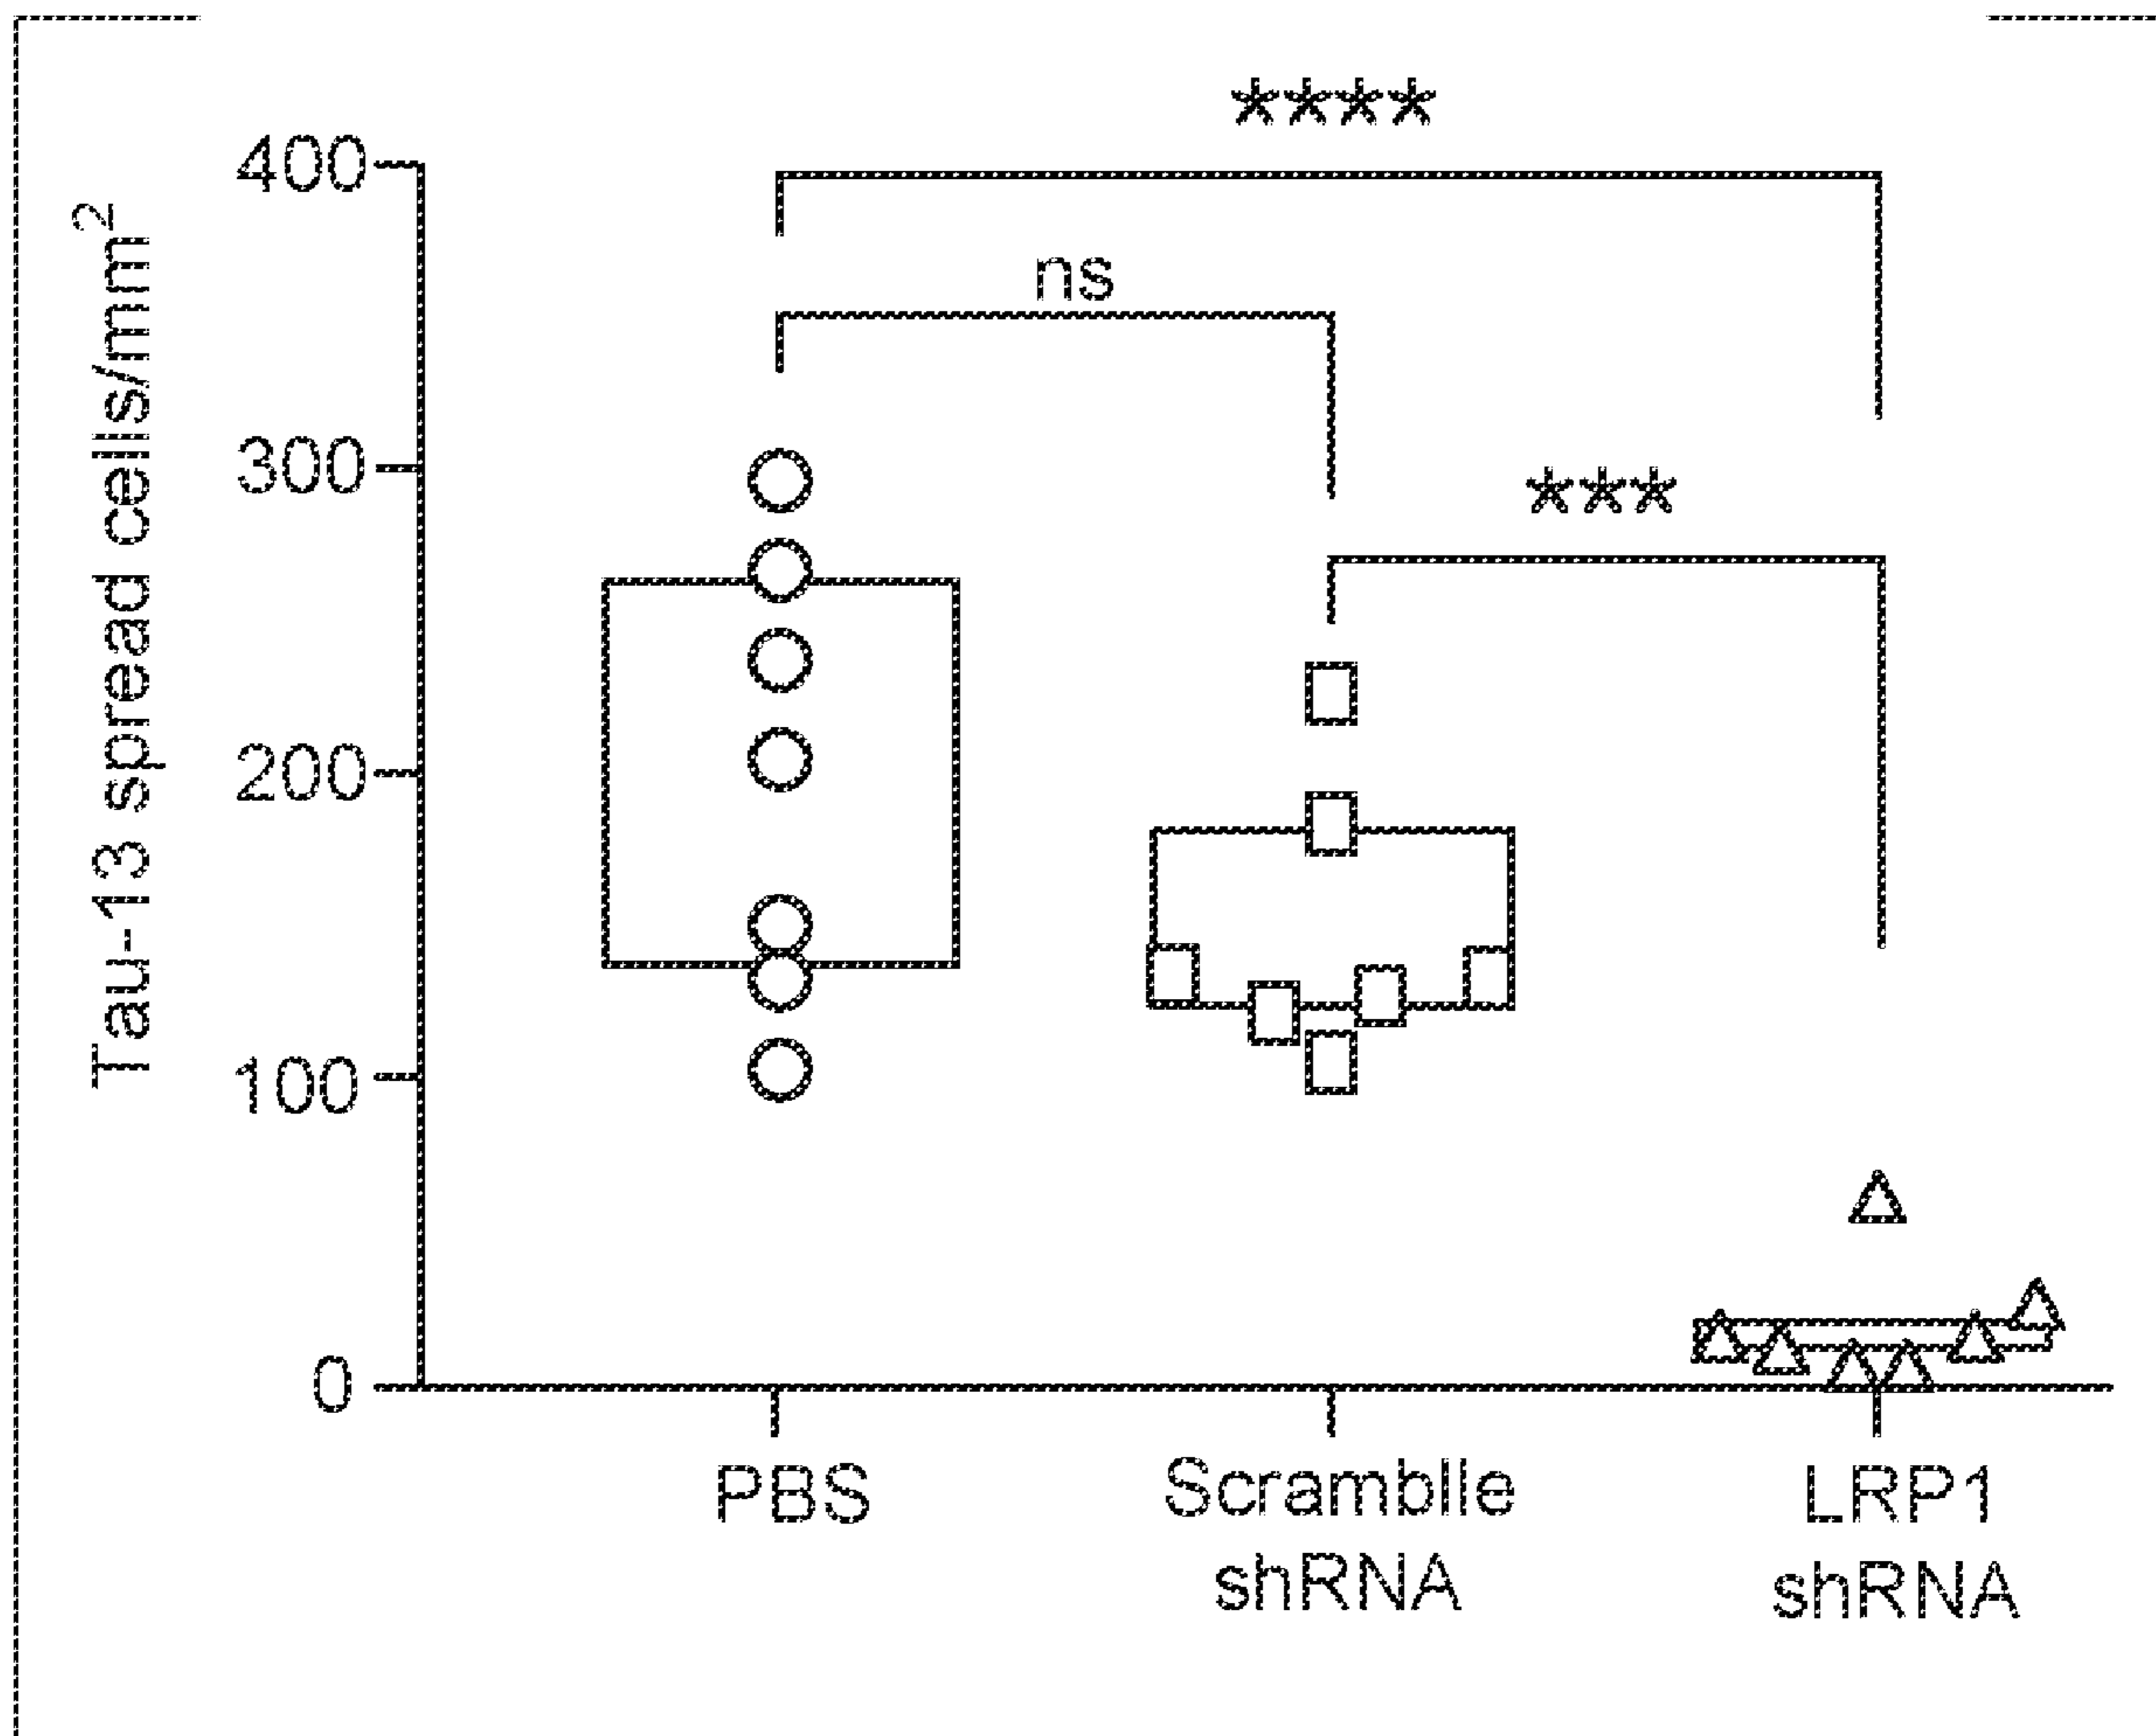 ****
400
ns
300
***
200
100
0
Tau-13 spread cells/mm²
PBS
Scramblle
shRNA
LRP1
shRNA